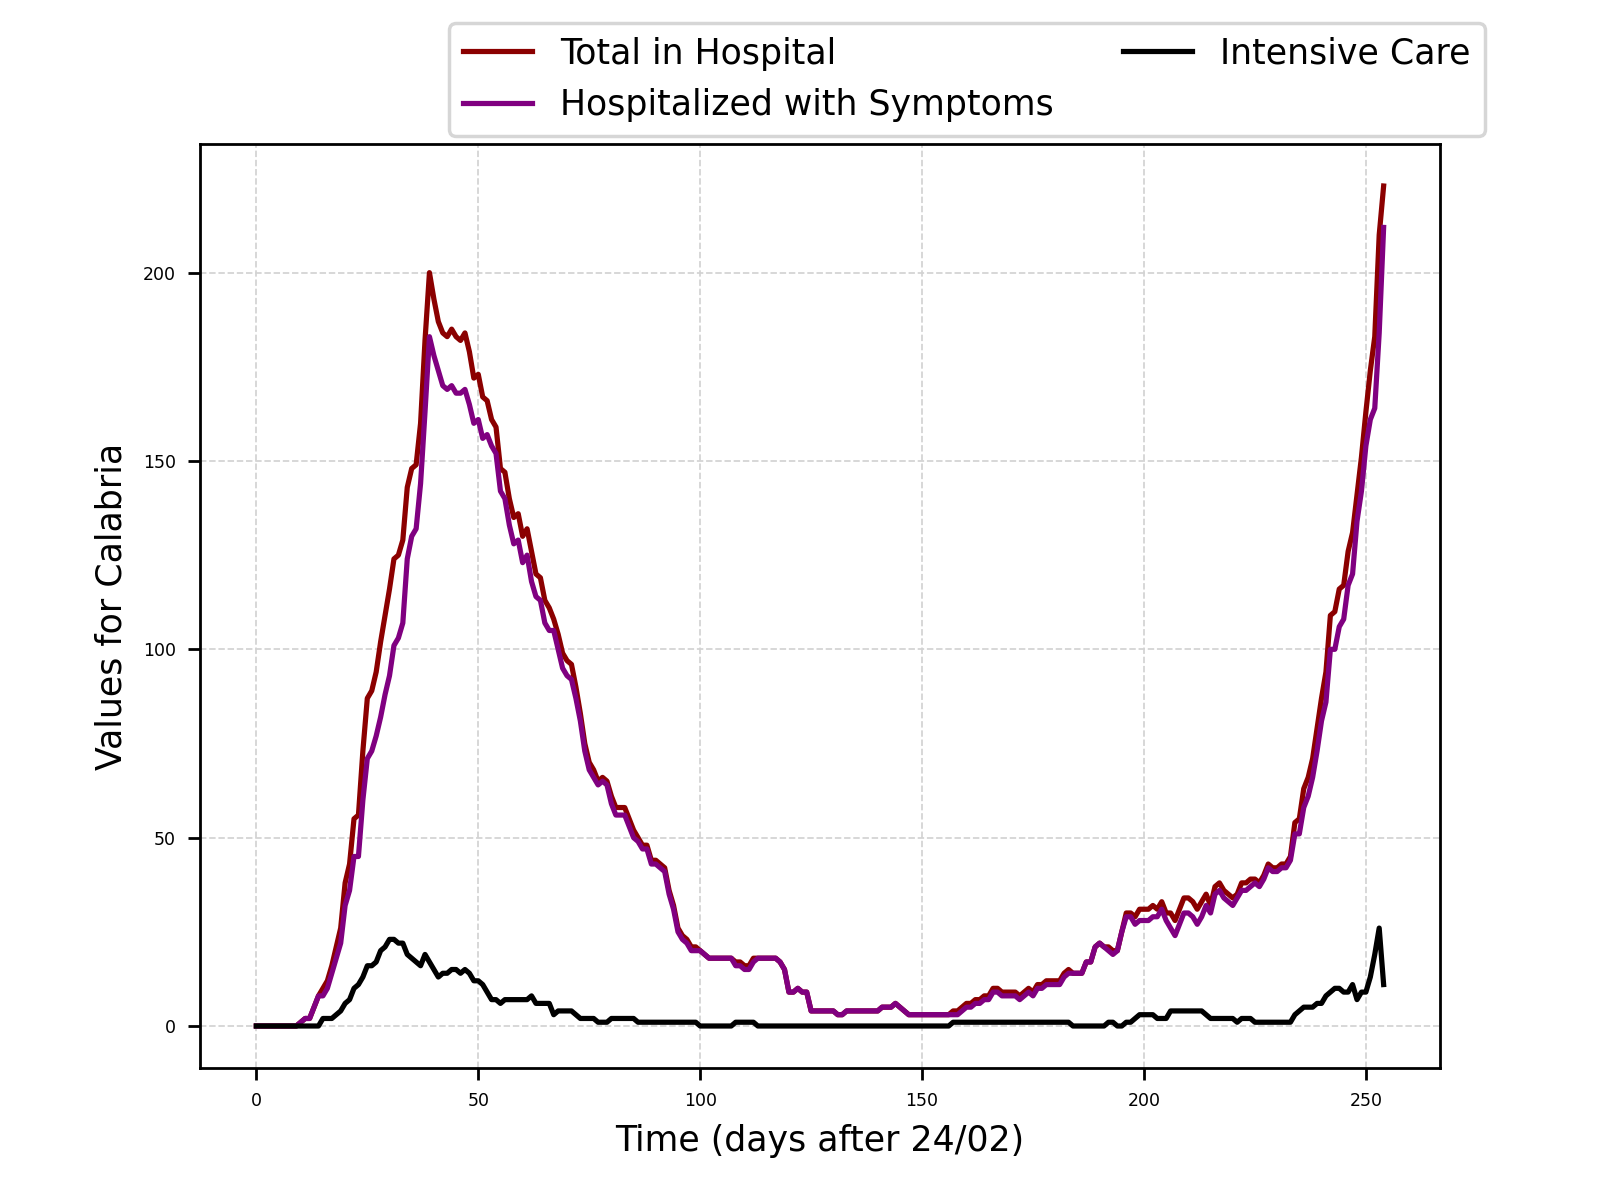 Total in Hospital
Hospitalized with Symptoms
Intensive Care
Values for Calabria
200
150
100
50
0
0 50 100 150 200 250
Time (days after 24/02)